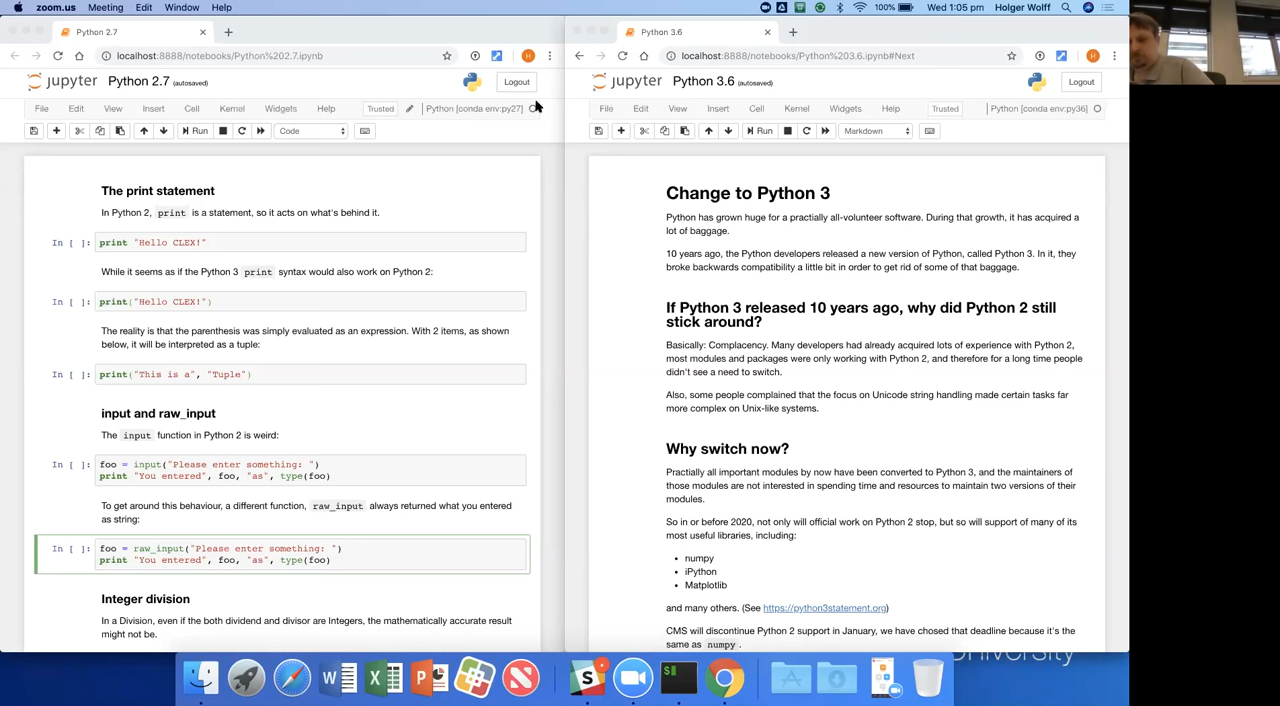 zoom.us Meeting Edit Window Help 100% Wed 1:05 pm Holger Wolff
Python 2.7
localhost:8888/notebooks/Python%202.7.ipynb
H
jupyter Python 2.7 (autosaved)
Logout
File Edit View Insert Cell Kernel Widgets Help Trusted Python [conda env:py27]
Run Code
The print statement
In Python 2, print is a statement, so it acts on what's behind it.
In [ ]: print "Hello CLEX!"
While it seems as if the Python 3 print syntax would also work on Python 2:
In [ ]: print("Hello CLEX!")
The reality is that the parenthesis was simply evaluated as an expression. With 2 items, as shown
below, it will be interpreted as a tuple:
In [ ]: print("This is a", "Tuple")
input and raw_input
The input function in Python 2 is weird:
In [ ]: foo = input("Please enter something: ")
print "You entered", foo, "as", type(foo)
To get around this behaviour, a different function, raw_input always returned what you entered
as string:
In [ ]: foo = raw_input("Please enter something: ")
print "You entered", foo, "as", type(foo)
Integer division
In a Division, even if the both dividend and divisor are Integers, the mathematically accurate result
might not be.
Python 3.6
localhost:8888/notebooks/Python%203.6.ipynb#Next
H
jupyter Python 3.6 (autosaved)
Logout
File Edit View Insert Cell Kernel Widgets Help Trusted Python [conda env:py36]
Run Markdown
Change to Python 3
Python has grown huge for a practially all-volunteer software. During that growth, it has acquired a
lot of baggage.
10 years ago, the Python developers released a new version of Python, called Python 3. In it, they
broke backwards compatibility a little bit in order to get rid of some of that baggage.
If Python 3 released 10 years ago, why did Python 2 still
stick around?
Basically: Complacency. Many developers had already acquired lots of experience with Python 2,
most modules and packages were only working with Python 2, and therefore for a long time people
didn't see a need to switch.
Also, some people complained that the focus on Unicode string handling made certain tasks far
more complex on Unix-like systems.
Why switch now?
Practially all important modules by now have been converted to Python 3, and the maintainers of
those modules are not interested in spending time and resources to maintain two versions of their
modules.
So in or before 2020, not only will official work on Python 2 stop, but so will support of many of its
most useful libraries, including:
numpy
iPython
Matplotlib
and many others. (See https://python3statement.org)
CMS will discontinue Python 2 support in January, we have chosed that deadline because it's the
same as numpy.
University